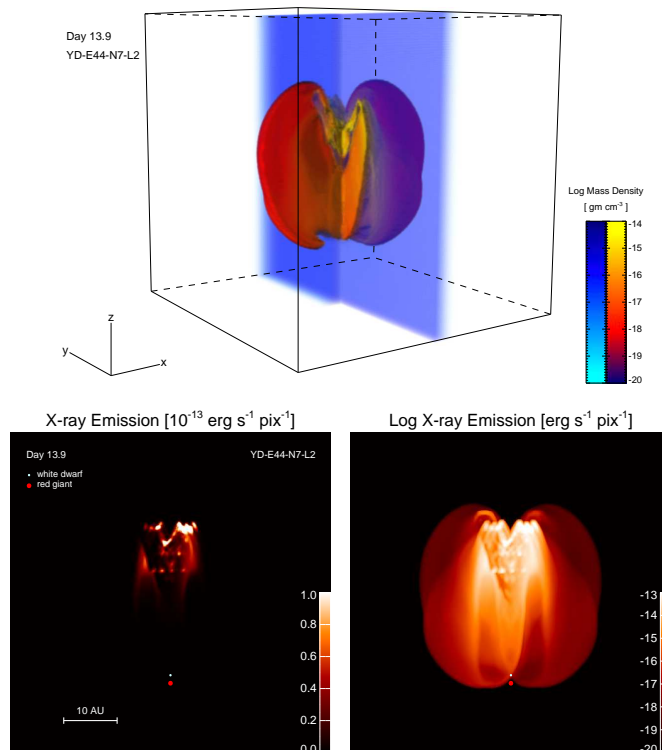 Day 13.9
YD-E44-N7-L2
Log Mass Density
[ gm cm⁻³ ]
-14
-15
-16
-17
-18
-19
-20
z
y
x
X-ray Emission [10⁻¹³ erg s⁻¹ pix⁻¹]
Day 13.9 YD-E44-N7-L2
white dwarf
red giant
1.0
0.8
0.6
0.4
0.2
0.0
10 AU
Log X-ray Emission [erg s⁻¹ pix⁻¹]
-13
-14
-15
-16
-17
-18
-19
-20